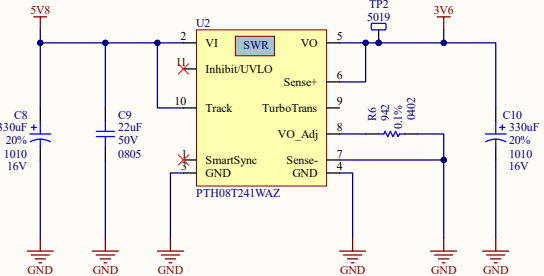 5V8
U2
TP2
5019
3V6
2
VI
SWR
VO
5
11
Inhibit/UVLO
Sense+
6
10
Track
TurboTrans
9
C8
330uF
20%
1010
16V
C9
22uF
50V
0805
VO_Adj
8
R6
942
0.1%
0402
C10
330uF
20%
1010
16V
1
SmartSync
Sense-
7
3
GND
GND
4
PTH08T241WAZ
GND
GND
GND
GND
GND
GND